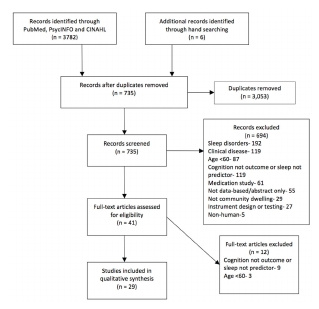 Records identified through
PubMed, PsycINFO and CINAHL
(n = 3782)
Additional records identified
through hand searching
(n = 6)
Records after duplicates removed
(n = 735)
Duplicates removed
(n = 3,053)
Records screened
(n = 735)
Records excluded
(n = 694)
Sleep disorders- 192
Clinical disease- 119
Age <60- 87
Cognition not outcome or sleep not
predictor- 119
Medication study- 61
Not data-based/abstract only- 55
Not community dwelling- 29
Instrument design or testing- 27
Non-human-5
Full-text articles assessed
for eligibility
(n = 41)
Full-text articles excluded
(n = 12)
Cognition not outcome or
sleep not predictor- 9
Age <60- 3
Studies included in
qualitative synthesis
(n = 29)